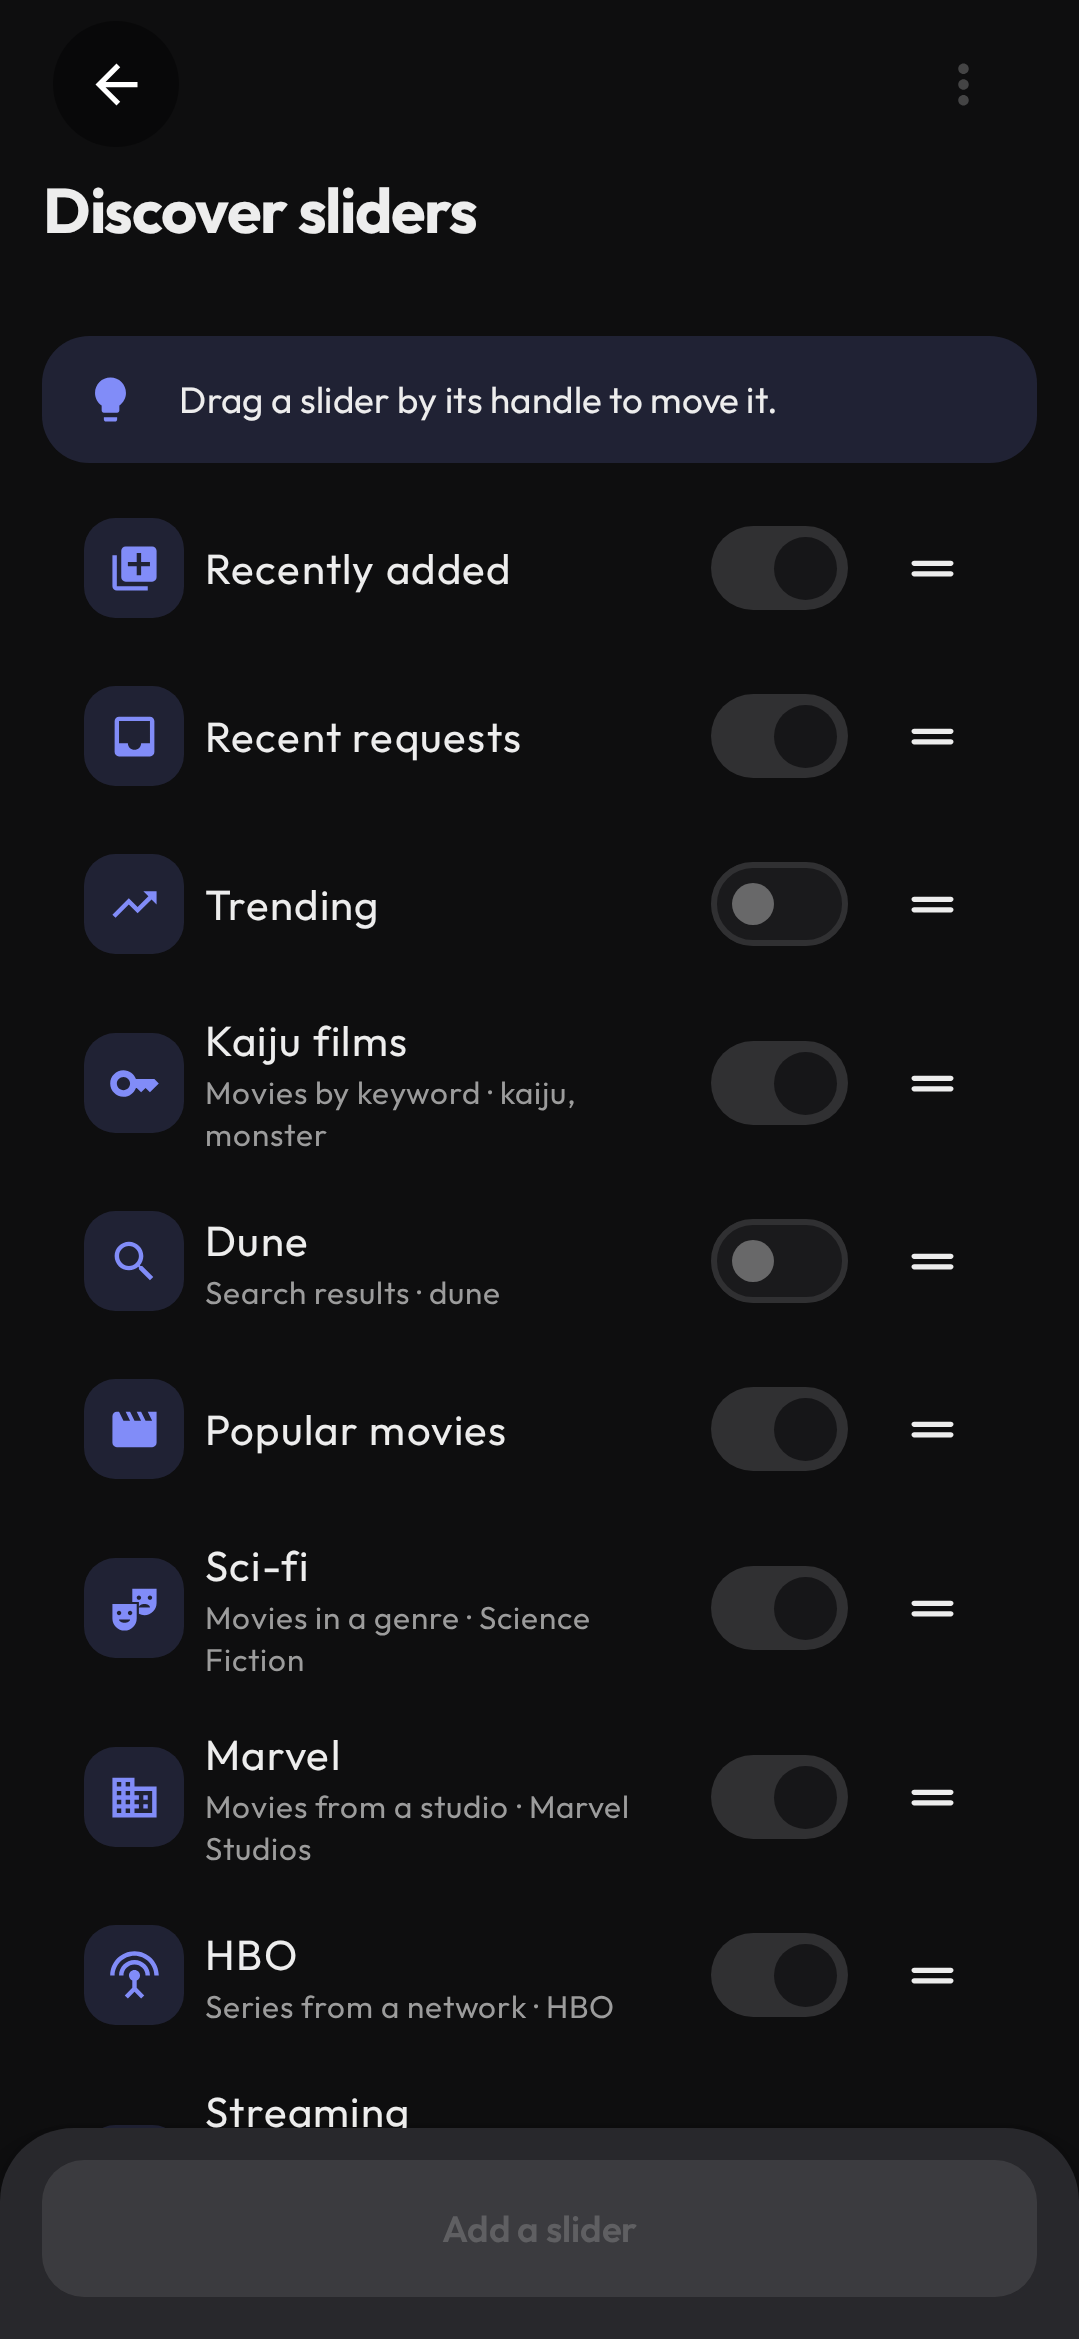 Discover sliders
Drag a slider by its handle to move it.
Recently added
Recent requests
Trending
Kaiju films
Movies by keyword · kaiju,
monster
Dune
Search results · dune
Popular movies
Sci-fi
Movies in a genre · Science
Fiction
Marvel
Movies from a studio · Marvel
Studios
HBO
Series from a network · HBO
Streaming
Add a slider